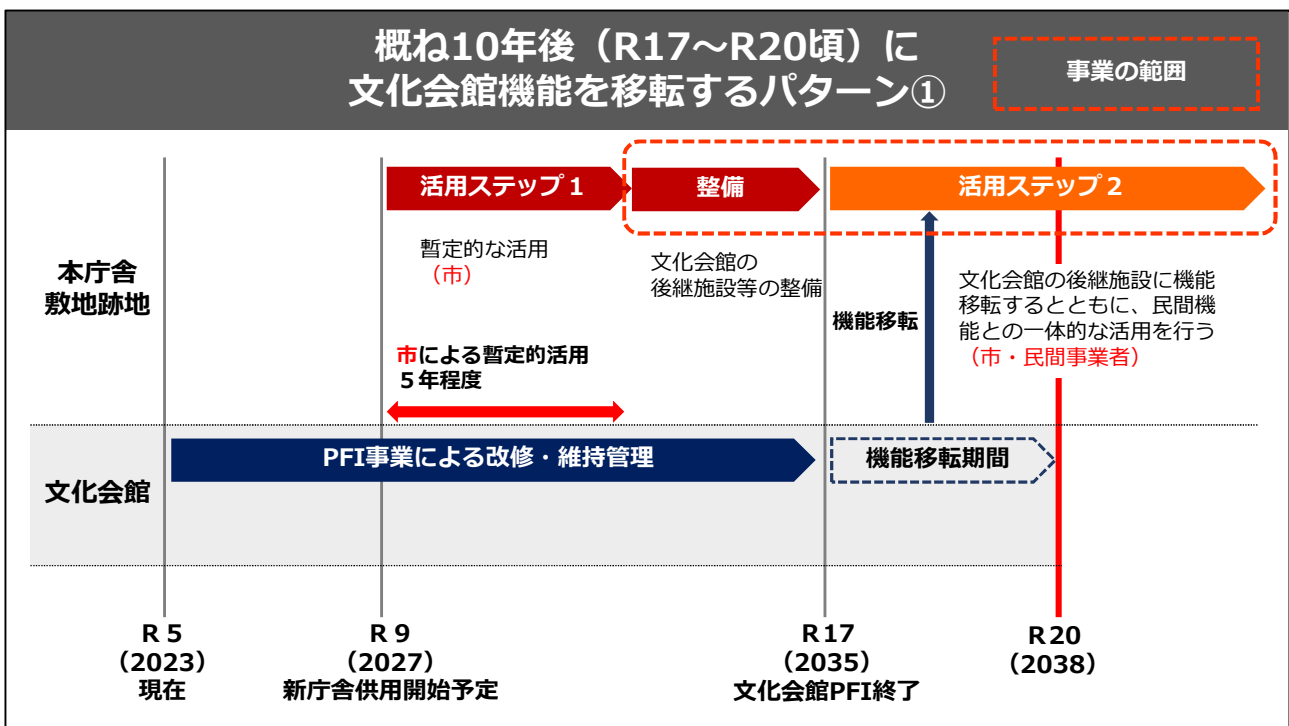 概ね10年後（R17～R20頃）に
文化会館機能を移転するパターン①
事業の範囲
活用ステップ１
整備
活用ステップ２
本庁舎
敷地跡地
暫定的な活用
（市）
文化会館の
後継施設等の整備
機能移転
文化会館の後継施設に機能
移転するとともに、民間機
能との一体的な活用を行う
（市・民間事業者）
市による暫定的活用
５年程度
文化会館
PFI事業による改修・維持管理
機能移転期間
R５
（2023）
現在
R９
（2027）
新庁舎供用開始予定
R17
（2035）
文化会館PFI終了
R20
（2038）